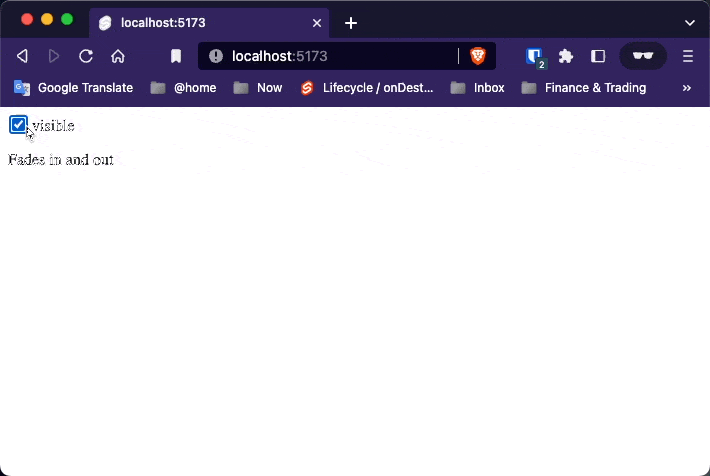 localhost:5173
localhost:5173
2
Google Translate @home Now Lifecycle / onDest... Inbox Finance & Trading »
visible
Fades in and out